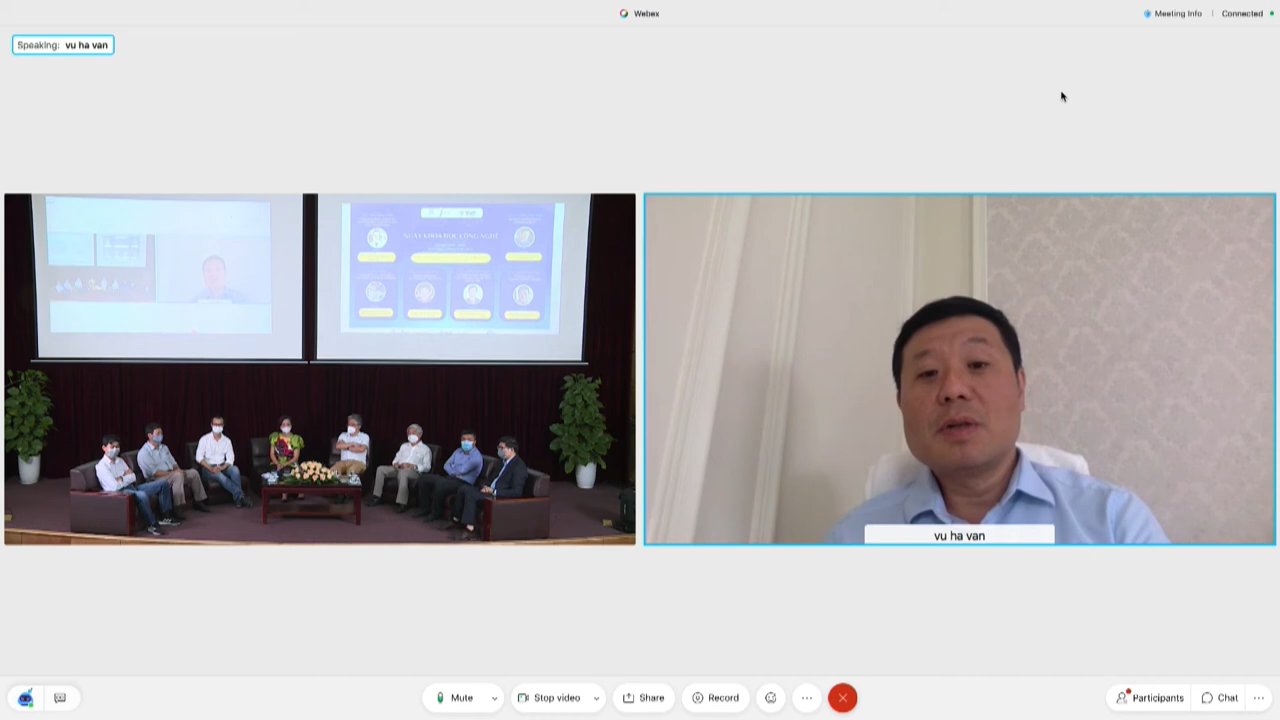 Webex
Meeting Info
Connected
Speaking: vu ha van
NGÀY KHOA HỌC CÔNG NGHỆ
vu ha van
Mute
Stop video
Share
Record
Participants
Chat